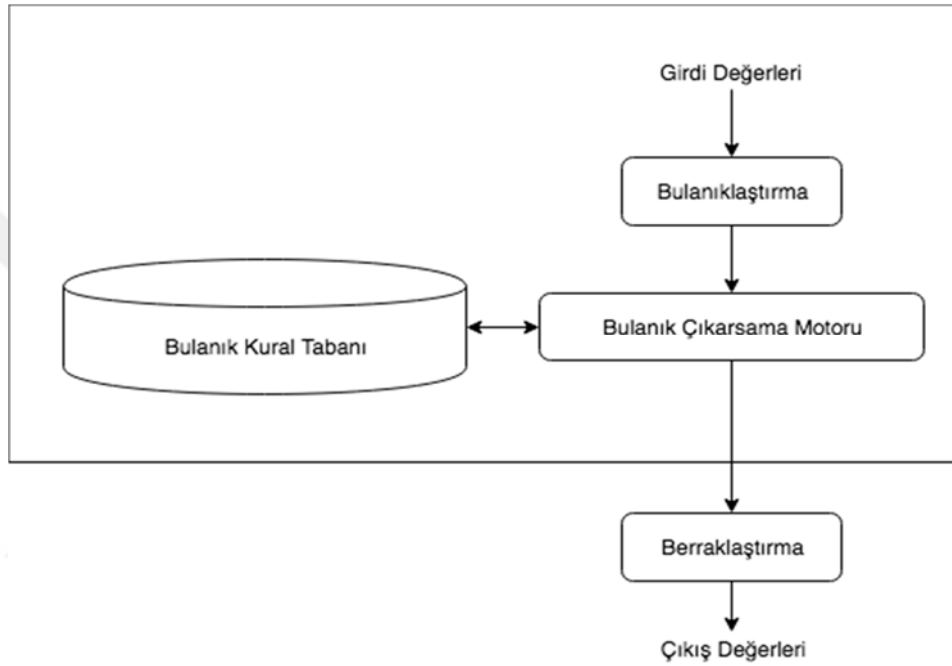 Girdi Değerleri
Bulanıklaştırma
Bulanık Kural Tabanı
Bulanık Çıkarsama Motoru
Berraklaştırma
Çıkış Değerleri